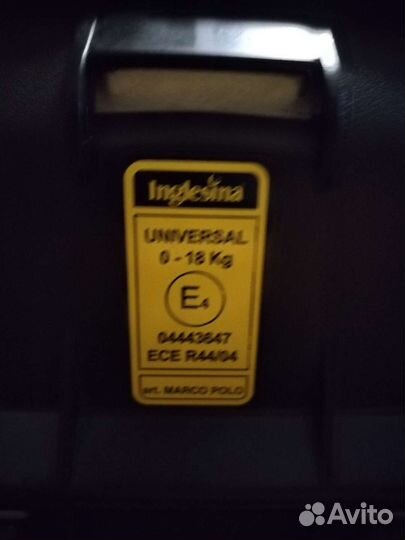 Inglesina
UNIVERSAL
0 - 18 Kg
E4
04443647
ECE R44/04
art. MARCO POLO
Avito